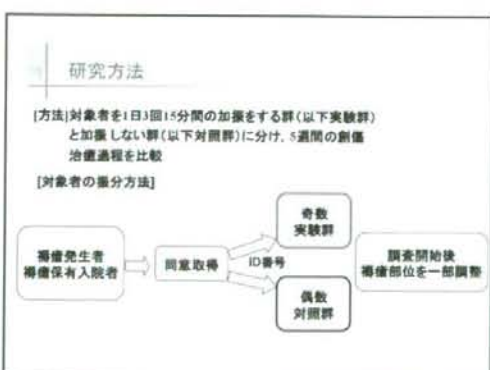 研究方法
[方法]対象者を1日3回15分間の加振をする群(以下実験群)
と加振しない群(以下対照群)に分け、5週間の創傷
治癒過程を比較
[対象者の振分方法]
褥瘡発生者
褥瘡保有入院者
同意取得
ID番号
奇数
実験群
偶数
対照群
調査開始後
褥瘡部位を一部調整